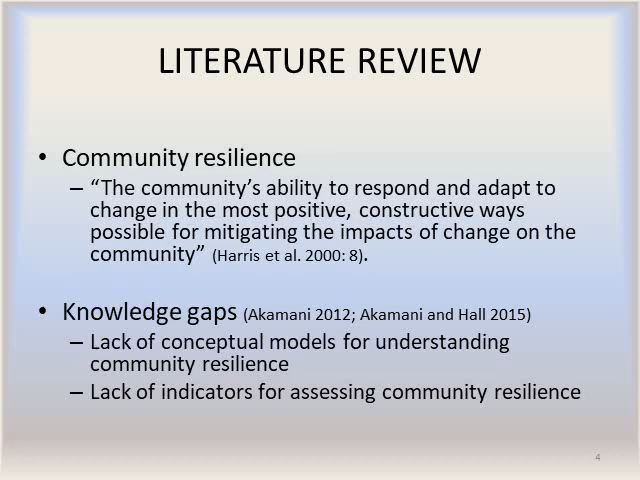 LITERATURE REVIEW
• Community resilience
– “The community’s ability to respond and adapt to
change in the most positive, constructive ways
possible for mitigating the impacts of change on the
community” (Harris et al. 2000: 8).
• Knowledge gaps (Akamani 2012; Akamani and Hall 2015)
– Lack of conceptual models for understanding
community resilience
– Lack of indicators for assessing community resilience
4